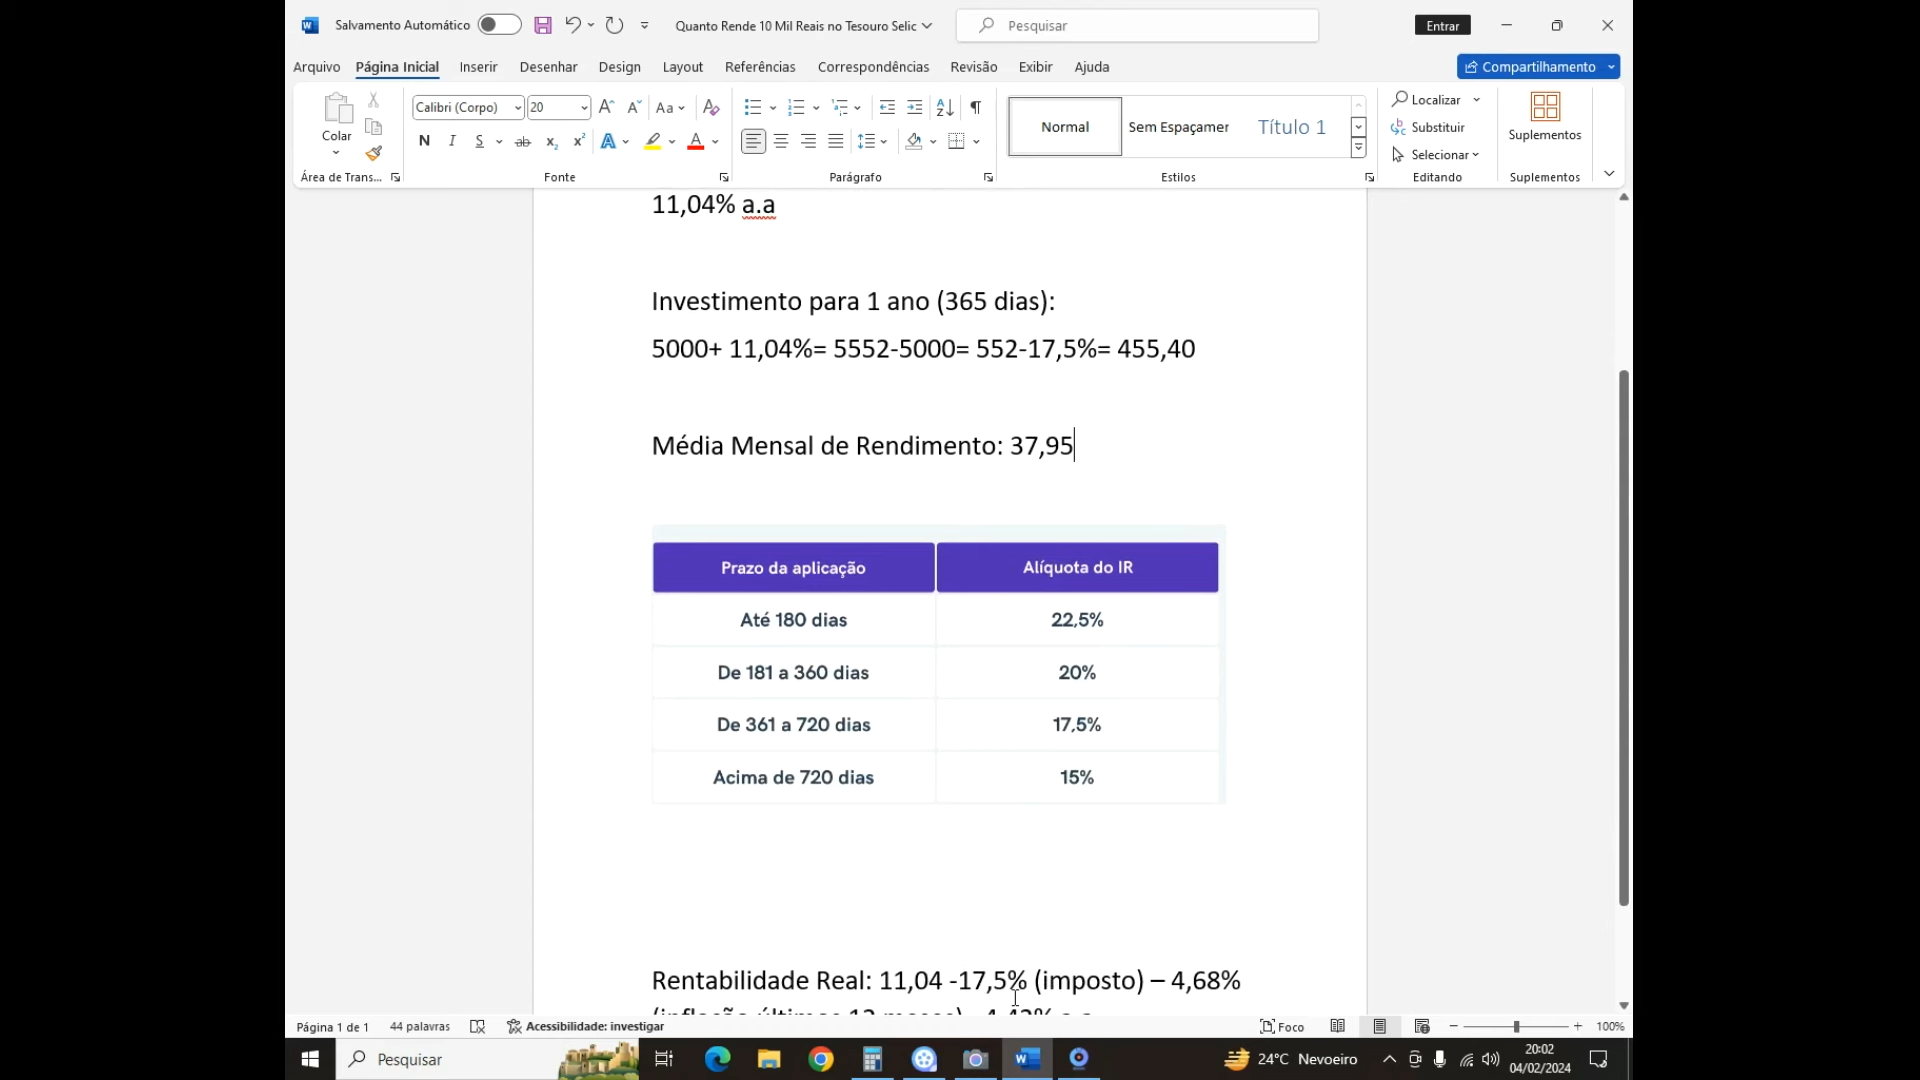 Salvamento Automático
Quanto Rende 10 Mil Reais no Tesouro Selic
Pesquisar
Entrar
Arquivo Página Inicial Inserir Desenhar Design Layout Referências Correspondências Revisão Exibir Ajuda
Compartilhamento
Colar
Calibri (Corpo) 20
Normal
Sem Espaçamer
Título 1
Localizar
Substituir
Selecionar
Suplementos
Área de Trans...
Fonte
Parágrafo
Estilos
Editando
Suplementos
11,04% a.a
Investimento para 1 ano (365 dias):
5000+ 11,04%= 5552-5000= 552-17,5%= 455,40
Média Mensal de Rendimento: 37,95
Prazo da aplicação Alíquota do IR
Até 180 dias 22,5%
De 181 a 360 dias 20%
De 361 a 720 dias 17,5%
Acima de 720 dias 15%
Rentabilidade Real: 11,04 -17,5% (imposto) – 4,68%
Página 1 de 1 44 palavras Acessibilidade: investigar Foco 100%
Pesquisar
24°C Nevoeiro
20:02
04/02/2024